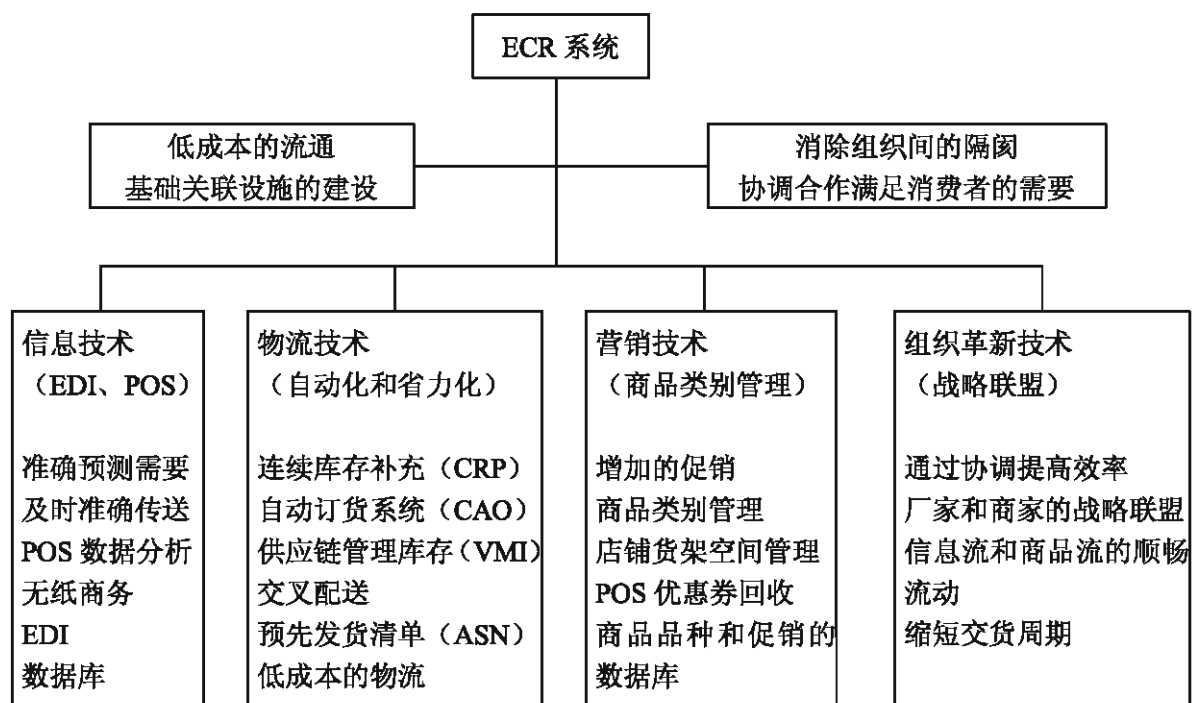 ECR 系统
低成本的流通
基础关联设施的建设
消除组织间的隔阂
协调合作满足消费者的需要
信息技术
（EDI、POS）
准确预测需要
及时准确传送
POS 数据分析
无纸商务
EDI
数据库
物流技术
（自动化和省力化）
连续库存补充（CRP）
自动订货系统（CAO）
供应链管理库存（VMI）
交叉配送
预先发货清单（ASN）
低成本的物流
营销技术
（商品类别管理）
增加的促销
商品类别管理
店铺货架空间管理
POS 优惠券回收
商品品种和促销的
数据库
组织革新技术
（战略联盟）
通过协调提高效率
厂家和商家的战略联盟
信息流和商品流的顺畅
流动
缩短交货周期